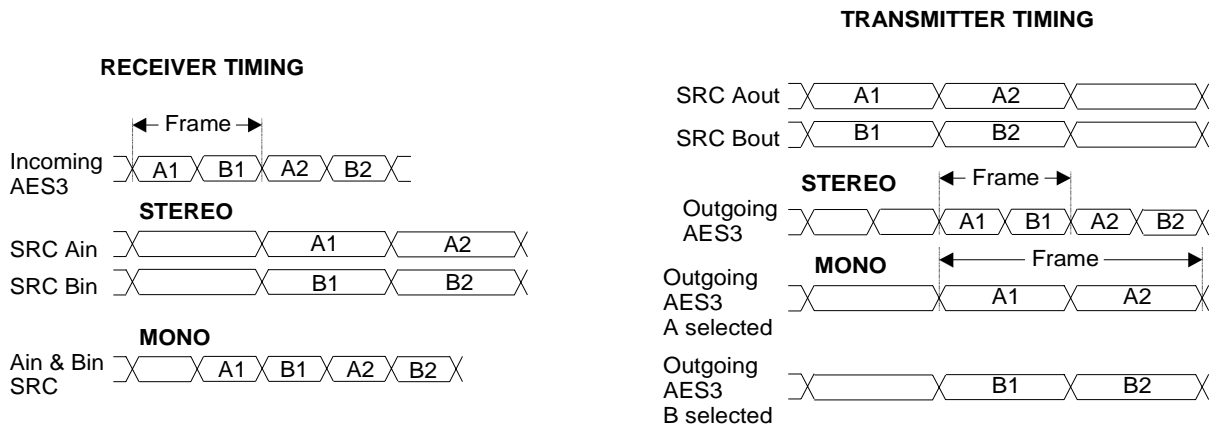 RECEIVER TIMING
Frame
Incoming
AES3
A1 B1 A2 B2
STEREO
SRC Ain A1 A2
SRC Bin B1 B2
MONO
Ain & Bin
SRC
A1 B1 A2 B2
TRANSMITTER TIMING
SRC Aout A1 A2
SRC Bout B1 B2
STEREO
Frame
Outgoing
AES3
A1 B1 A2 B2
MONO
Frame
Outgoing
AES3
A selected
A1 A2
Outgoing
AES3
B selected
B1 B2